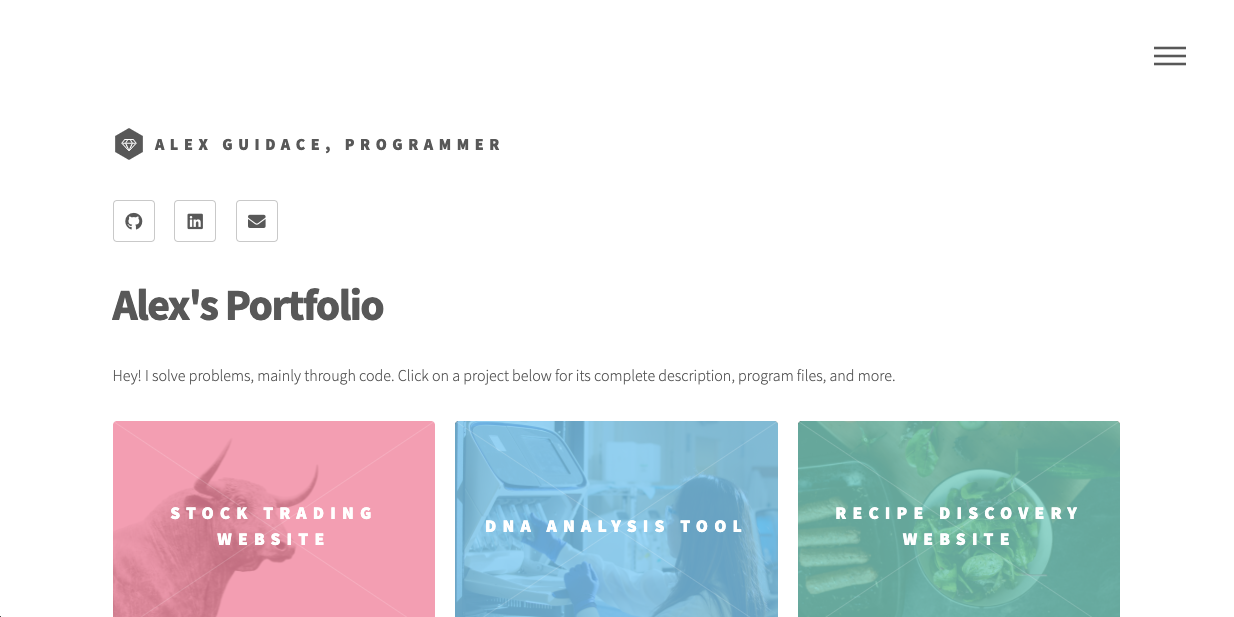 ALEX GUIDACE, PROGRAMMER
Alex's Portfolio
Hey! I solve problems, mainly through code. Click on a project below for its complete description, program files, and more.
STOCK TRADING
WEBSITE
DNA ANALYSIS TOOL
RECIPE DISCOVERY
WEBSITE